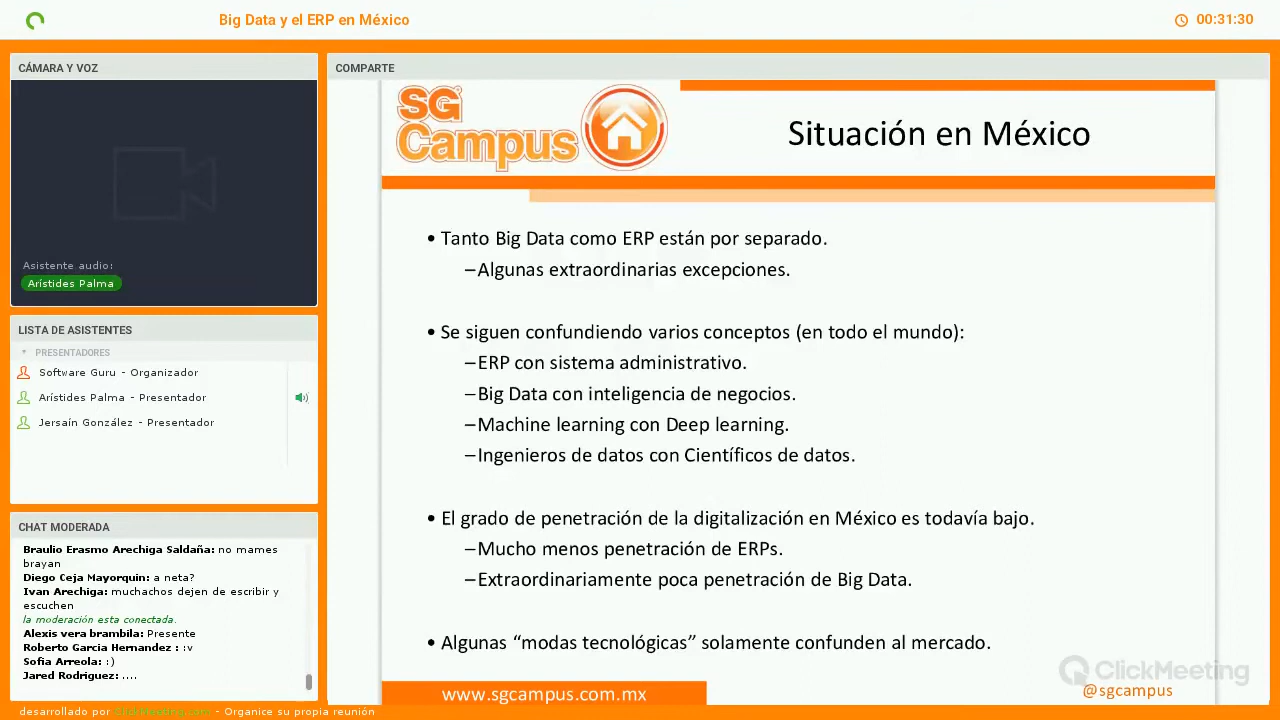 Big Data y el ERP en México
00:31:30
CÁMARA Y VOZ
Asistente audio:
Arístides Palma
LISTA DE ASISTENTES
PRESENTADORES
Software Guru - Organizador
Arístides Palma - Presentador
Jersaín González - Presentador
CHAT MODERADA
Braulio Erasmo Arechiga Saldaña: no mames
brayan
Diego Ceja Mayorquin: a neta?
Ivan Arechiga: muchachos dejen de escribir y
escuchen
la moderación esta conectada.
Alexis vera brambila: Presente
Roberto Garcia Hernandez : :v
Sofia Arreola: :)
Jared Rodriguez: ....
desarrollado por ClickMeeting.com - Organice su propia reunión
COMPARTE
SG
Campus
Situación en México
• Tanto Big Data como ERP están por separado.
–Algunas extraordinarias excepciones.
• Se siguen confundiendo varios conceptos (en todo el mundo):
–ERP con sistema administrativo.
–Big Data con inteligencia de negocios.
–Machine learning con Deep learning.
–Ingenieros de datos con Científicos de datos.
• El grado de penetración de la digitalización en México es todavía bajo.
–Mucho menos penetración de ERPs.
–Extraordinariamente poca penetración de Big Data.
• Algunas “modas tecnológicas” solamente confunden al mercado.
ClickMeeting
www.sgcampus.com.mx
@sgcampus